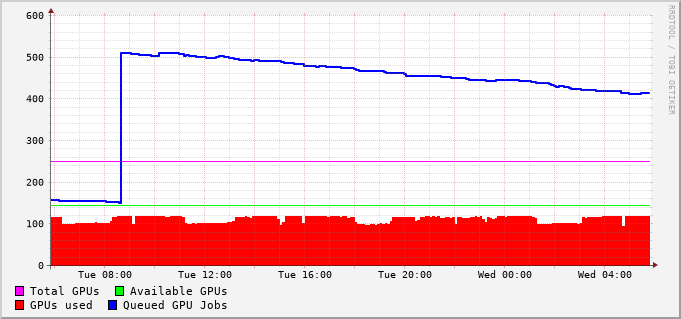 RRDTOOL / TOBI OETIKER
600
500
400
300
200
100
0
Tue 08:00 Tue 12:00 Tue 16:00 Tue 20:00 Wed 00:00 Wed 04:00
Total GPUs Available GPUs
GPUs used Queued GPU Jobs